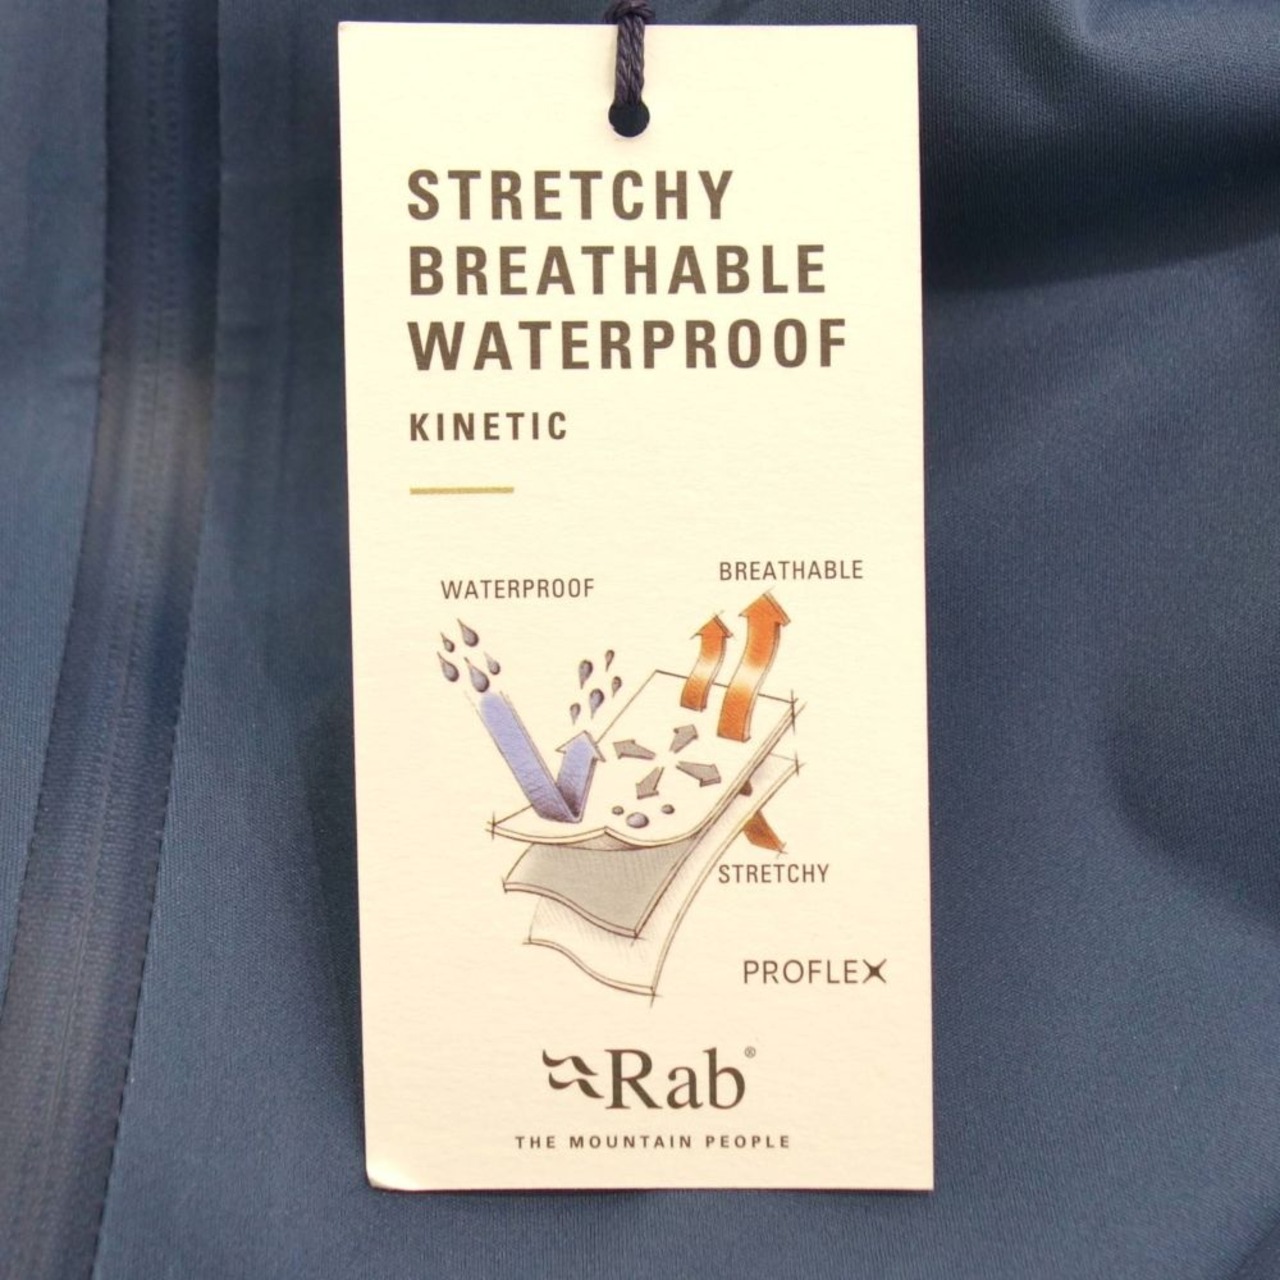 STRETCHY
BREATHABLE
WATERPROOF
KINETIC
BREATHABLE
WATERPROOF
STRETCHY
PROFLEX
Rab®
THE MOUNTAIN PEOPLE